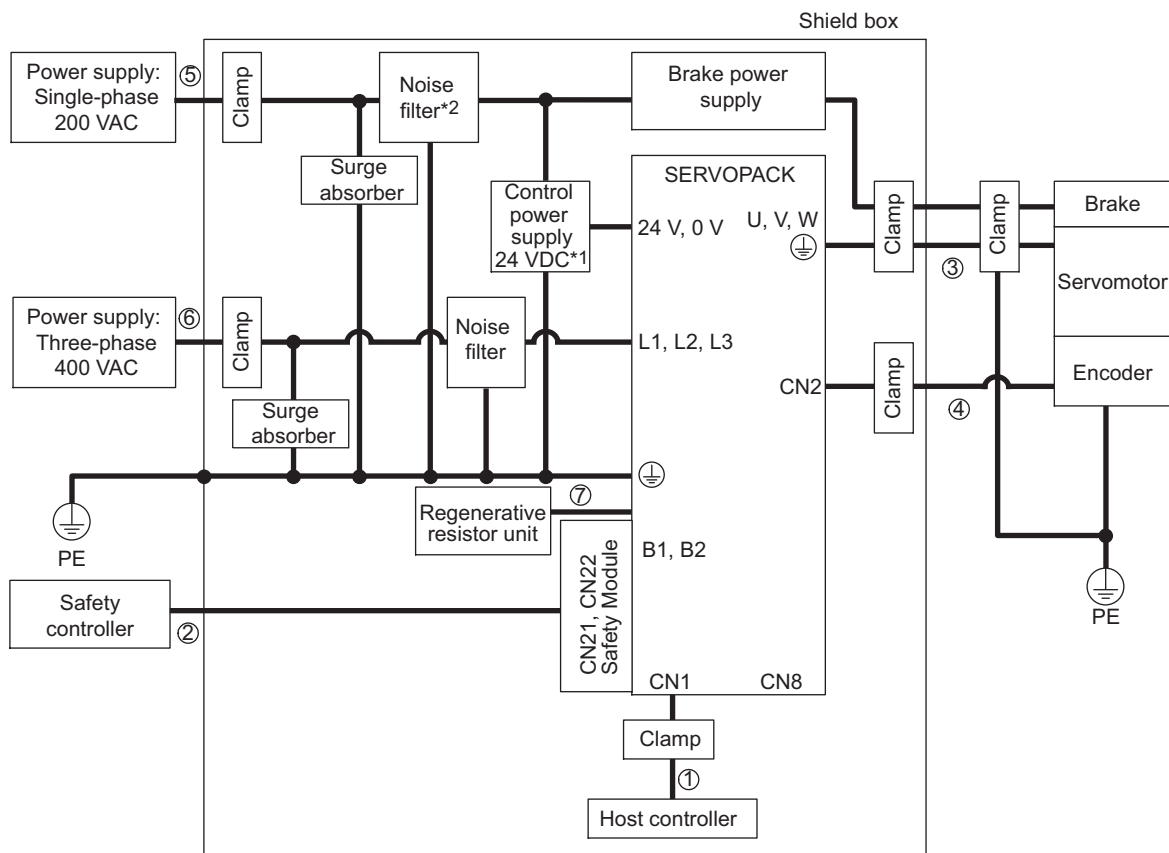 Shield box
Power supply:
Single-phase
200 VAC
⑤
Clamp
Noise
filter*2
Brake power
supply
Surge
absorber
Control
power
supply
24 VDC*1
SERVOPACK
24 V, 0 V
U, V, W
Clamp
③
Clamp
Brake
Servomotor
Encoder
Power supply:
Three-phase
400 VAC
⑥
Clamp
Noise
filter
L1, L2, L3
Surge
absorber
CN2
Clamp
④
PE
Regenerative
resistor unit
⑦
B1, B2
PE
Safety
controller
②
CN21, CN22
Safety Module
CN1
CN8
Clamp
①
Host controller